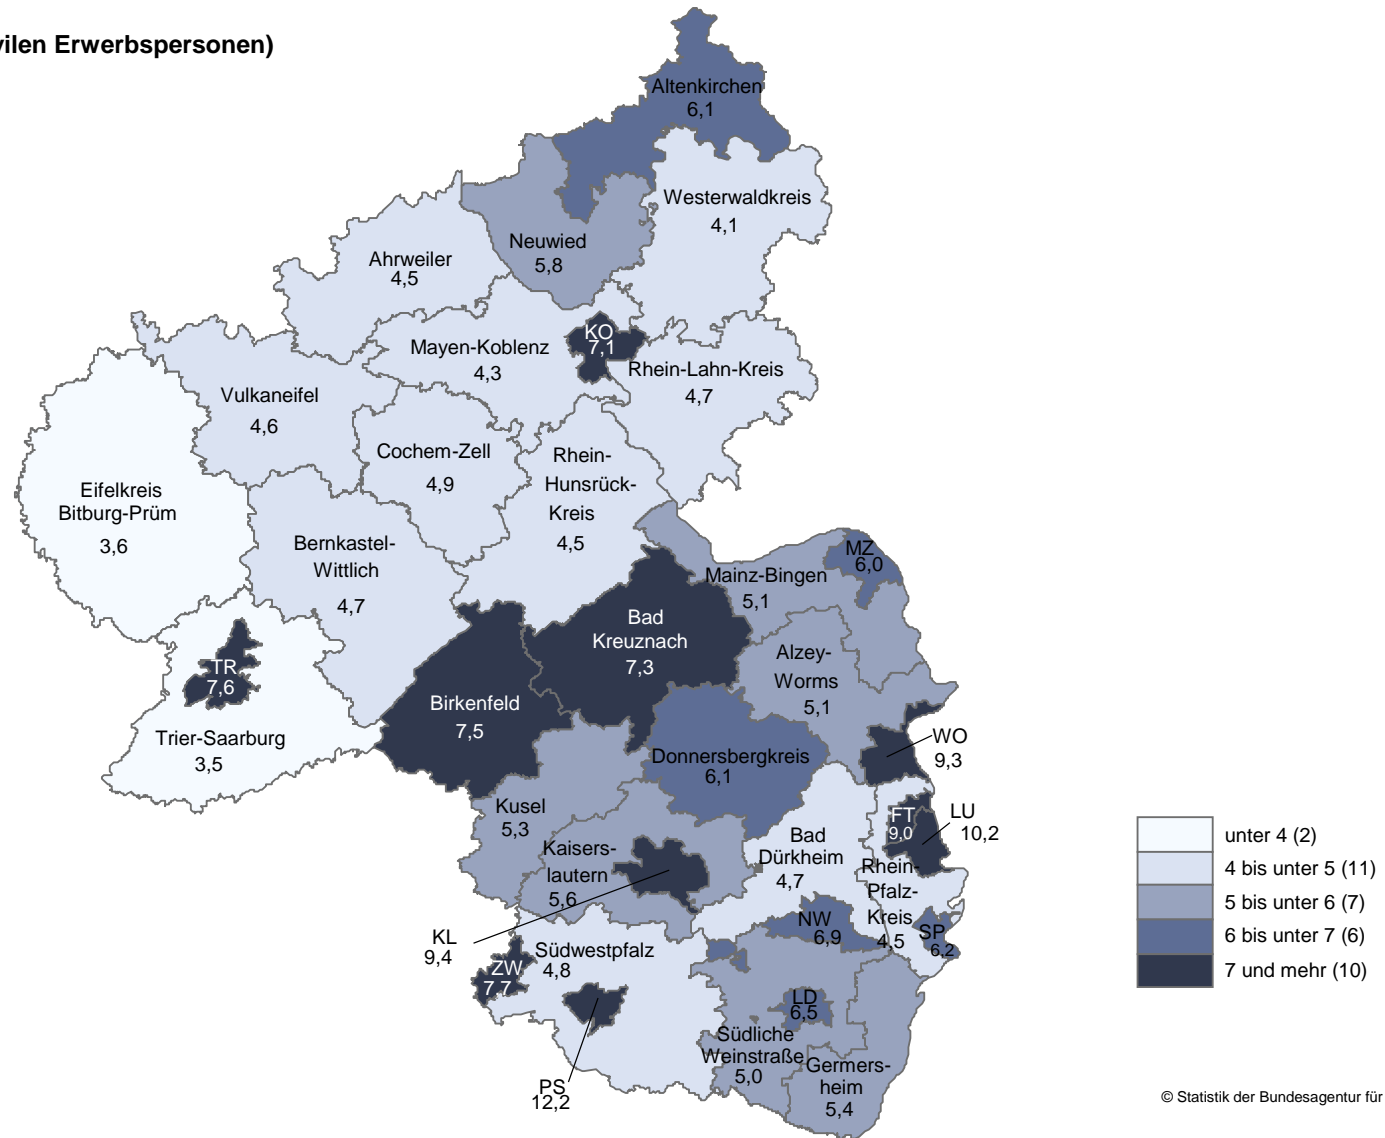 vilen Erwerbspersonen)
Altenkirchen
6,1
Westerwaldkreis
4,1
Neuwied
5,8
Ahrweiler
4,5
KO
7,1
Mayen-Koblenz
4,3
Rhein-Lahn-Kreis
4,7
Vulkaneifel
4,6
Cochem-Zell
4,9
Rhein-
Hunsrück-
Kreis
4,5
Eifelkreis
Bitburg-Prüm
3,6
Bernkastel-
Wittlich
4,7
MZ
6,0
Mainz-Bingen
5,1
Bad
Kreuznach
7,3
Alzey-
Worms
5,1
TR
7,6
Trier-Saarburg
3,5
Birkenfeld
7,5
Donnersbergkreis
6,1
WO
9,3
Kusel
5,3
FT
9,0
LU
10,2
Kaisers-
lautern
5,6
Bad
Dürkheim
4,7
Rhein-
Pfalz-
Kreis
4,5
KL
9,4
NW
6,9
SP
6,2
ZW
7,7
Südwestpfalz
4,8
LD
6,5
Südliche
Weinstraße
5,0
Germers-
heim
5,4
PS
12,2
unter 4 (2)
4 bis unter 5 (11)
5 bis unter 6 (7)
6 bis unter 7 (6)
7 und mehr (10)
© Statistik der Bundesagentur für